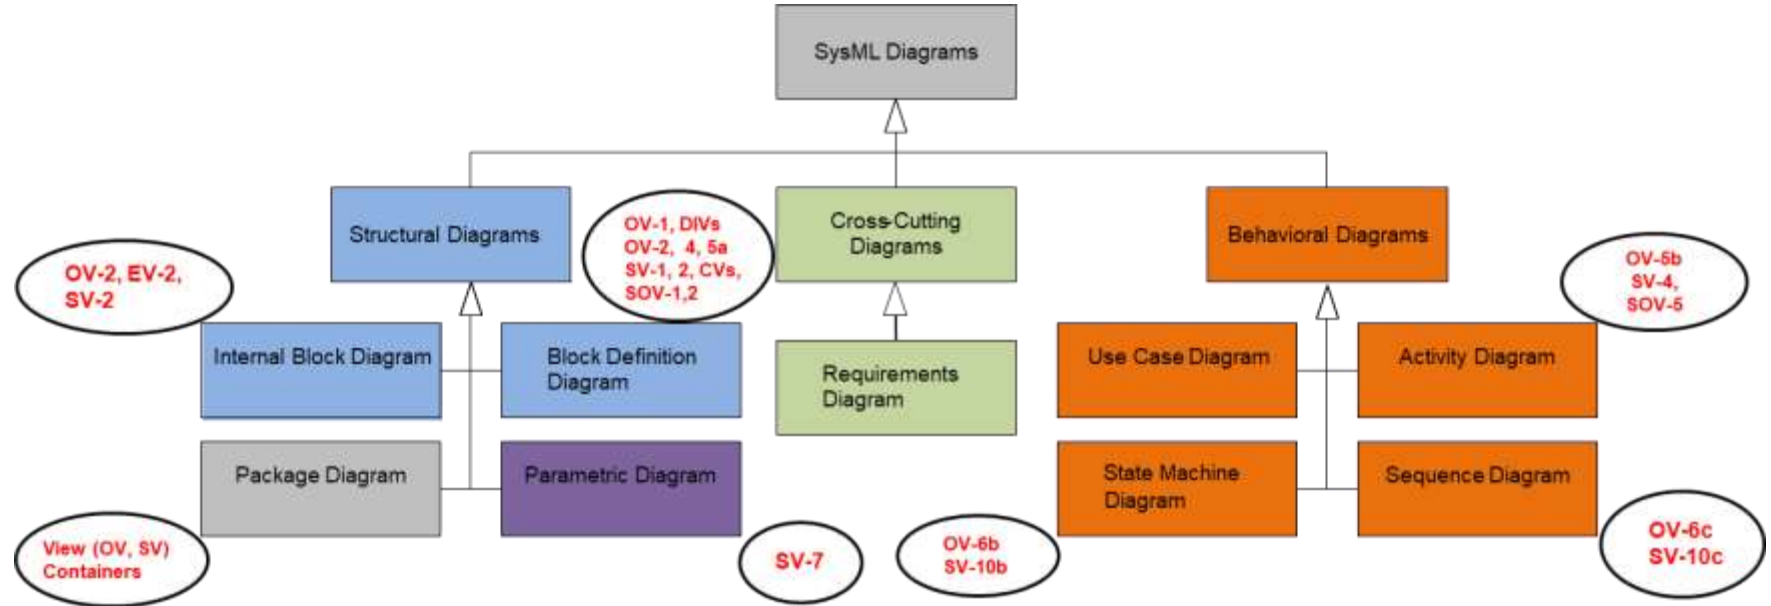 SysML Diagrams
Structural Diagrams
OV-1, DIVs
OV-2, 4, 5a
SV-1, 2, CVs,
SOV-1,2
Cross-Cutting
Diagrams
Behavioral Diagrams
OV-2, EV-2,
SV-2
OV-5b
SV-4,
SOV-5
Internal Block Diagram
Block Definition
Diagram
Requirements
Diagram
Use Case Diagram
Activity Diagram
Package Diagram
Parametric Diagram
State Machine
Diagram
Sequence Diagram
View (OV, SV)
Containers
SV-7
OV-6b
SV-10b
OV-6c
SV-10c